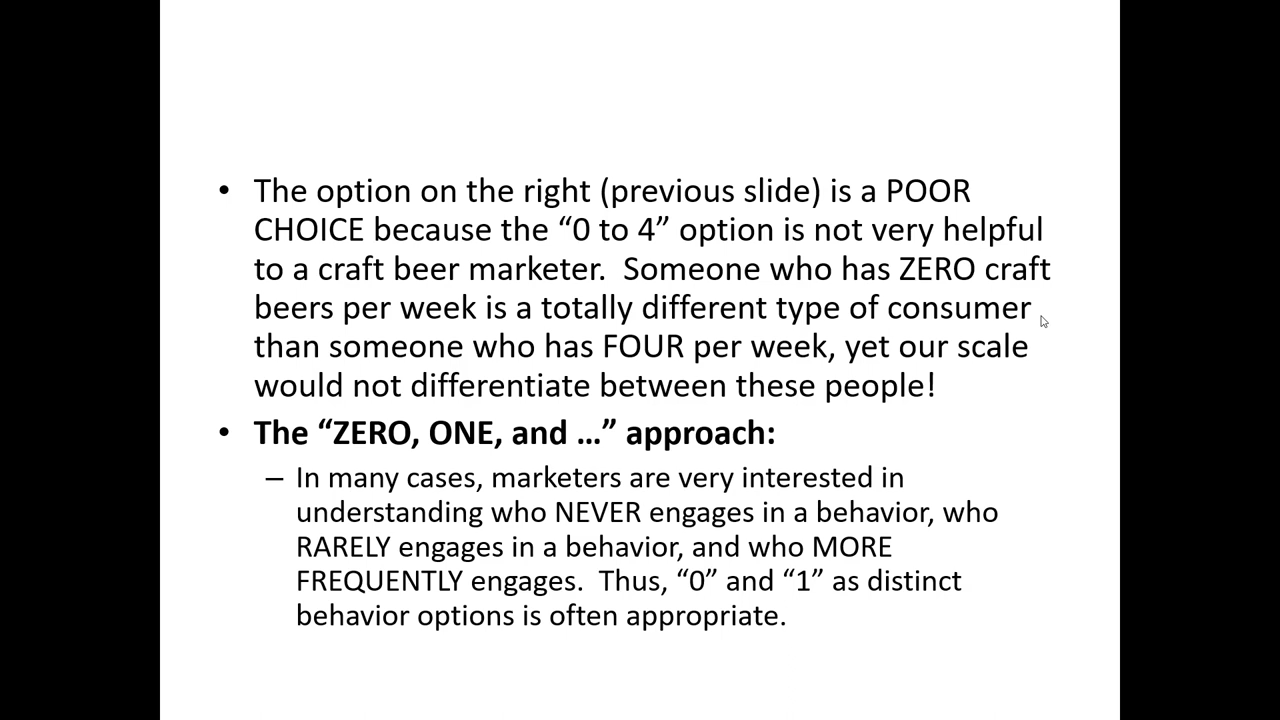 • The option on the right (previous slide) is a POOR
CHOICE because the “0 to 4” option is not very helpful
to a craft beer marketer.  Someone who has ZERO craft
beers per week is a totally different type of consumer
than someone who has FOUR per week, yet our scale
would not differentiate between these people!
• The “ZERO, ONE, and …” approach:
– In many cases, marketers are very interested in
understanding who NEVER engages in a behavior, who
RARELY engages in a behavior, and who MORE
FREQUENTLY engages.  Thus, “0” and “1” as distinct
behavior options is often appropriate.